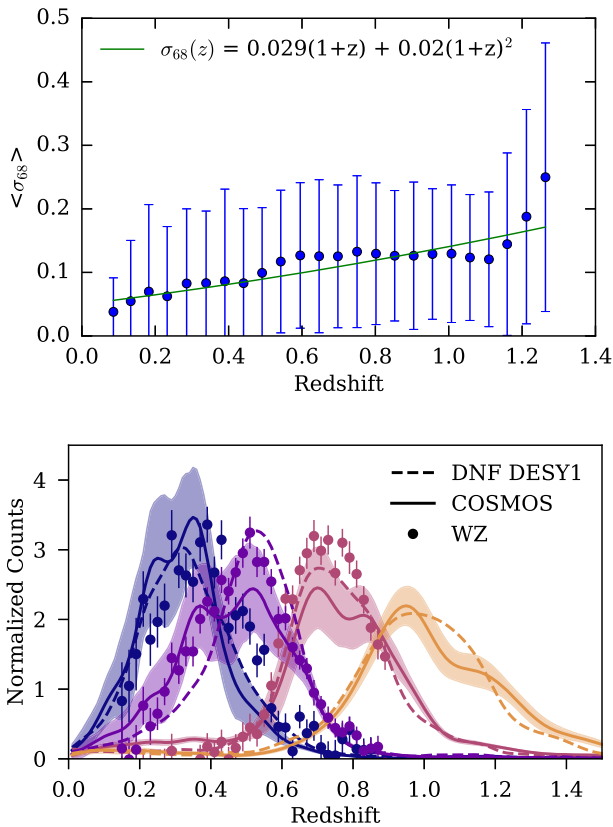 0.5
0.4
0.3
0.2
0.1
0.0
<σ68>
σ68(z) = 0.029(1+z) + 0.02(1+z)²
0.0 0.2 0.4 0.6 0.8 1.0 1.2 1.4
Redshift
4
3
2
1
0
Normalized Counts
DNF DESY1
COSMOS
WZ
0.0 0.2 0.4 0.6 0.8 1.0 1.2 1.4
Redshift